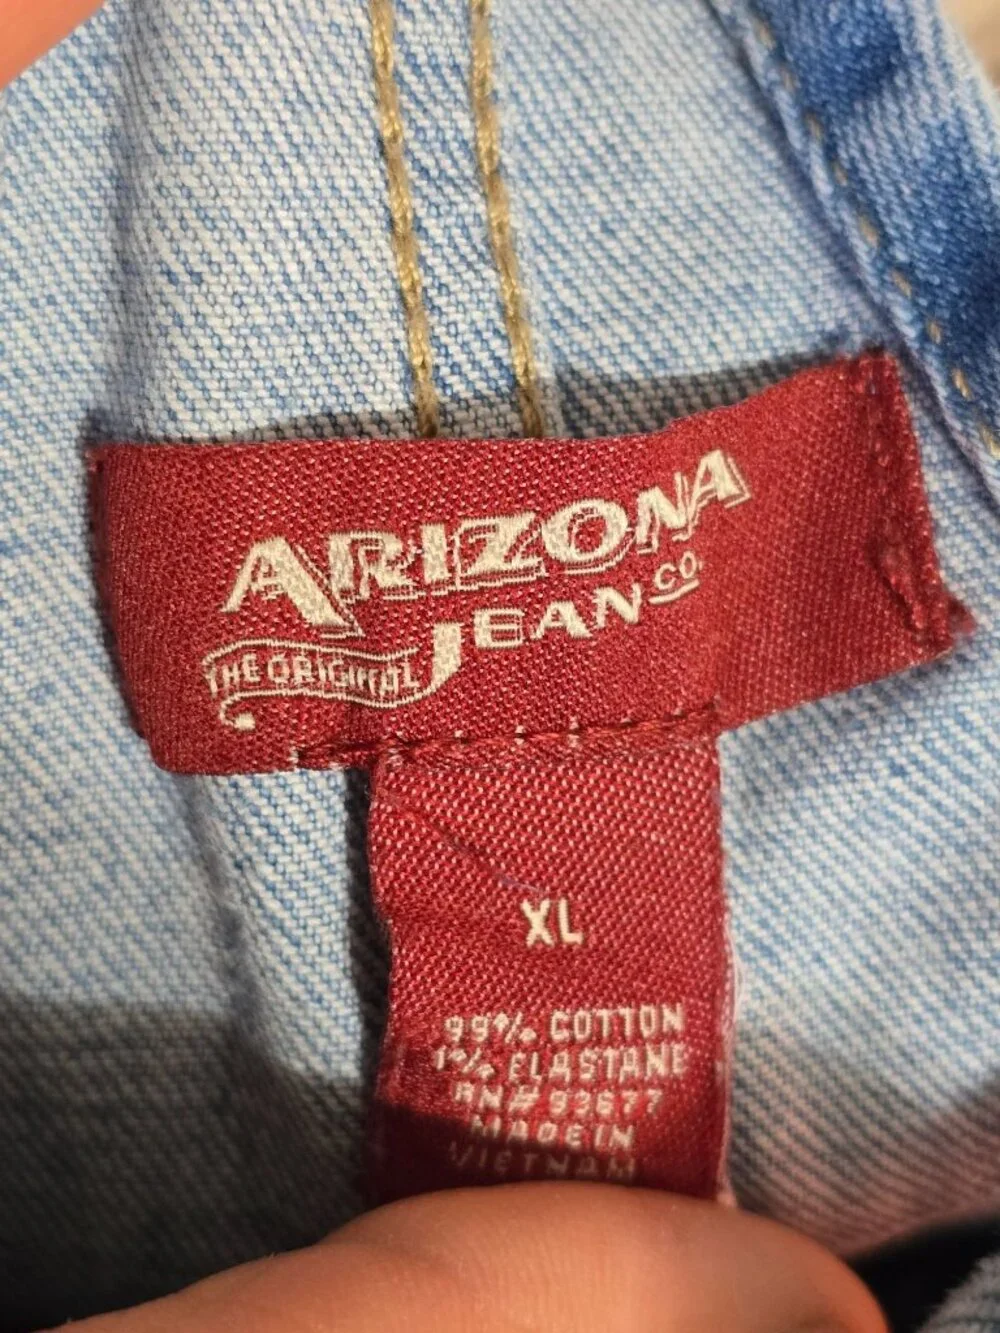 ARIZONA
JEAN CO.
THE ORIGINAL
XL
99% COTTON
1% ELASTANE
RN# 93677
MADE IN
VIETNAM